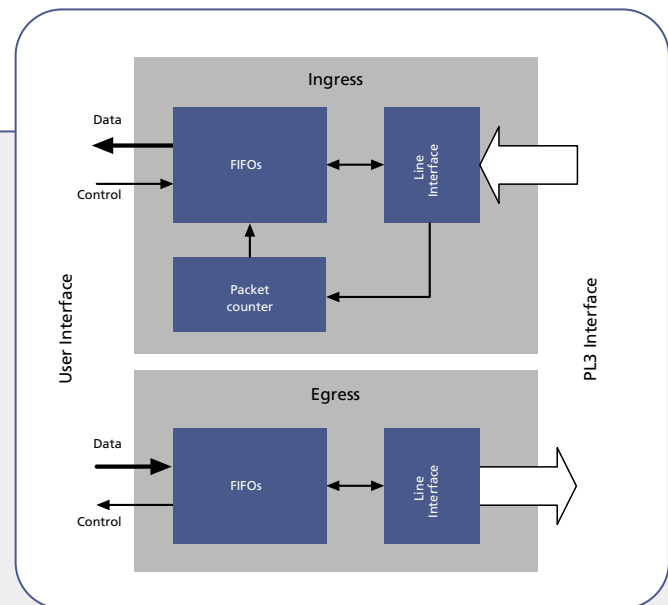 Ingress
Data
FIFOs
Line
Interface
Control
Packet
counter
User Interface
PL3 Interface
Egress
Data
FIFOs
Line
Interface
Control